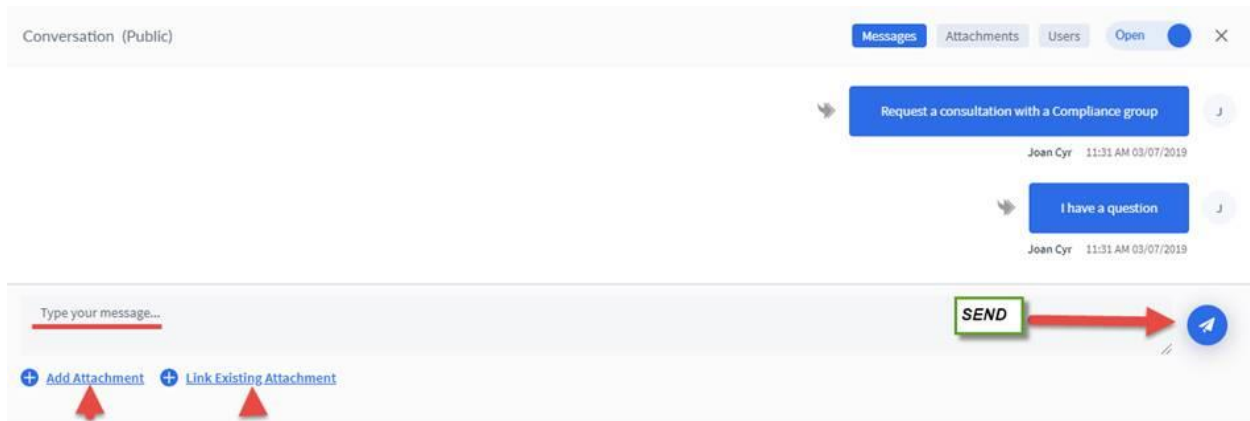 Conversation (Public) Messages Attachments Users Open
Request a consultation with a Compliance group J
Joan Cyr 11:31 AM 03/07/2019
I have a question J
Joan Cyr 11:31 AM 03/07/2019
Type your message... SEND
Add Attachment Link Existing Attachment